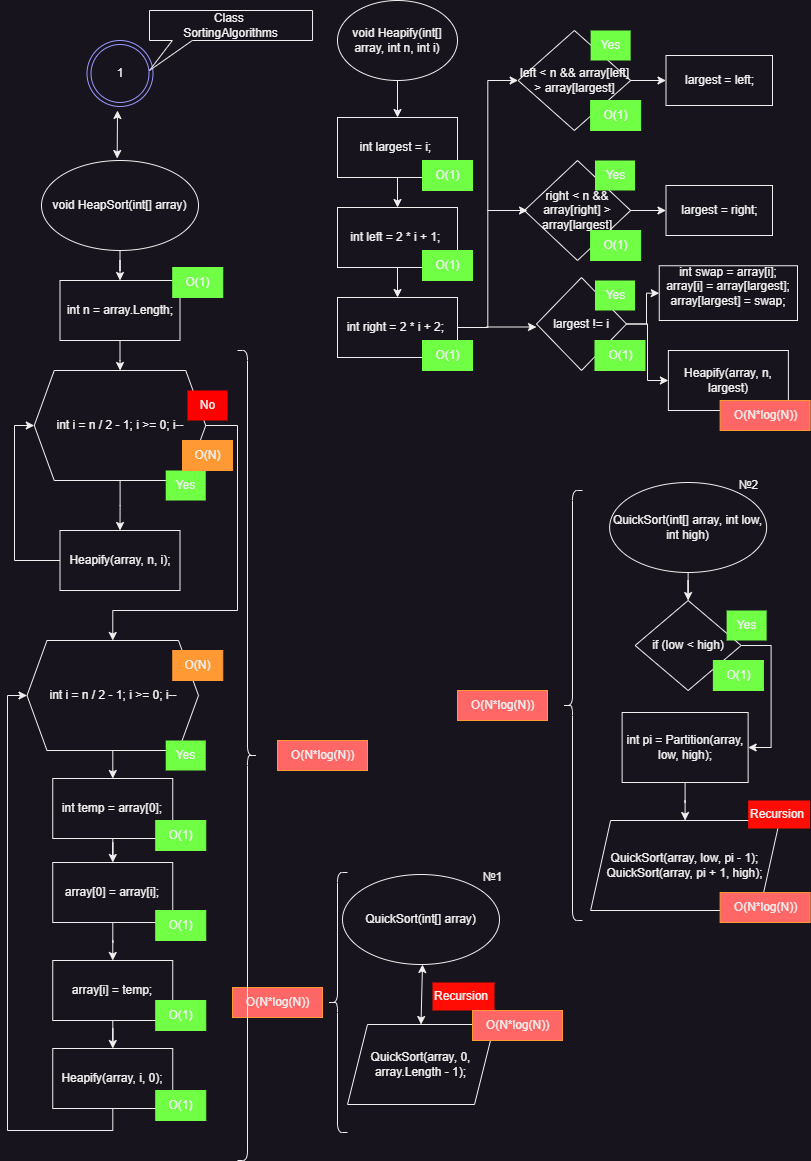 Class
SortingAlgorithms
1
void HeapSort(int[] array)
O(1)
int n = array.Length;
No
int i = n / 2 - 1; i >= 0; i--
O(N)
Yes
Heapify(array, n, i);
O(N)
int i = n / 2 - 1; i >= 0; i--
Yes
int temp = array[0];
O(1)
array[0] = array[i];
O(1)
array[i] = temp;
O(1)
Heapify(array, i, 0);
O(1)
O(N*log(N))
void Heapify(int[]
array, int n, int i)
int largest = i;
O(1)
int left = 2 * i + 1;
O(1)
int right = 2 * i + 2;
O(1)
Yes
left < n && array[left]
> array[largest]
O(1)
largest = left;
Yes
right < n &&
array[right] >
array[largest]
O(1)
largest = right;
Yes
largest != i
O(1)
int swap = array[i];
array[i] = array[largest];
array[largest] = swap;
Heapify(array, n,
largest)
O(N*log(N))
№2
QuickSort(int[] array, int low,
int high)
Yes
if (low < high)
O(1)
O(N*log(N))
int pi = Partition(array,
low, high);
Recursion
QuickSort(array, low, pi - 1);
QuickSort(array, pi + 1, high);
O(N*log(N))
№1
QuickSort(int[] array)
O(N*log(N))
Recursion
O(N*log(N))
QuickSort(array, 0,
array.Length - 1);